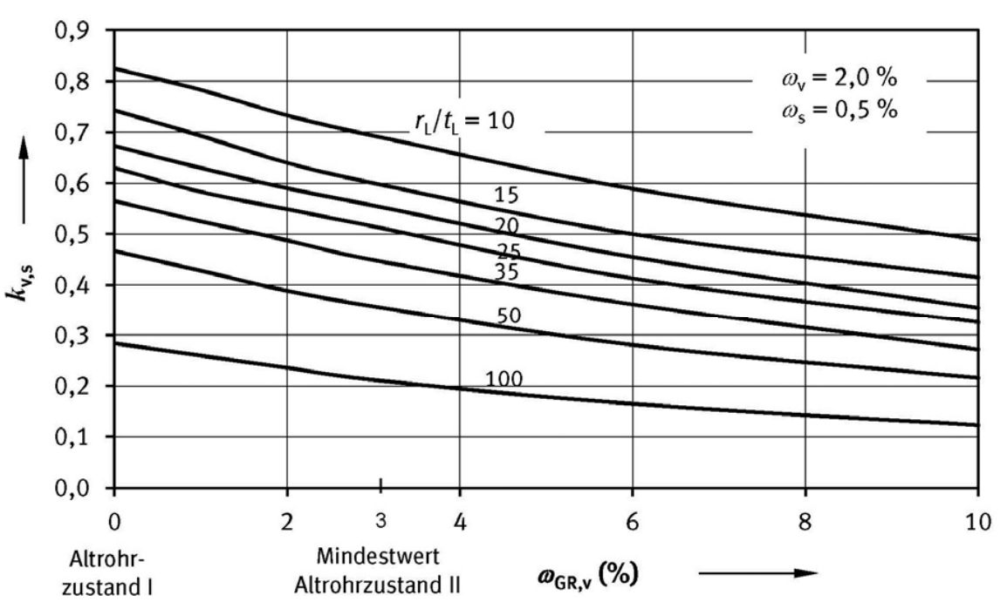 0,9
0,8
0,7
0,6
0,5
0,4
0,3
0,2
0,1
0,0
k_v,s
ω_v = 2,0 %
ω_s = 0,5 %
r_L/t_L = 10
15
20
25
35
50
100
0 2 3 4 6 8 10
Altrohr-
zustand I
Mindestwert
Altrohrzustand II
ω_GR,v (%)